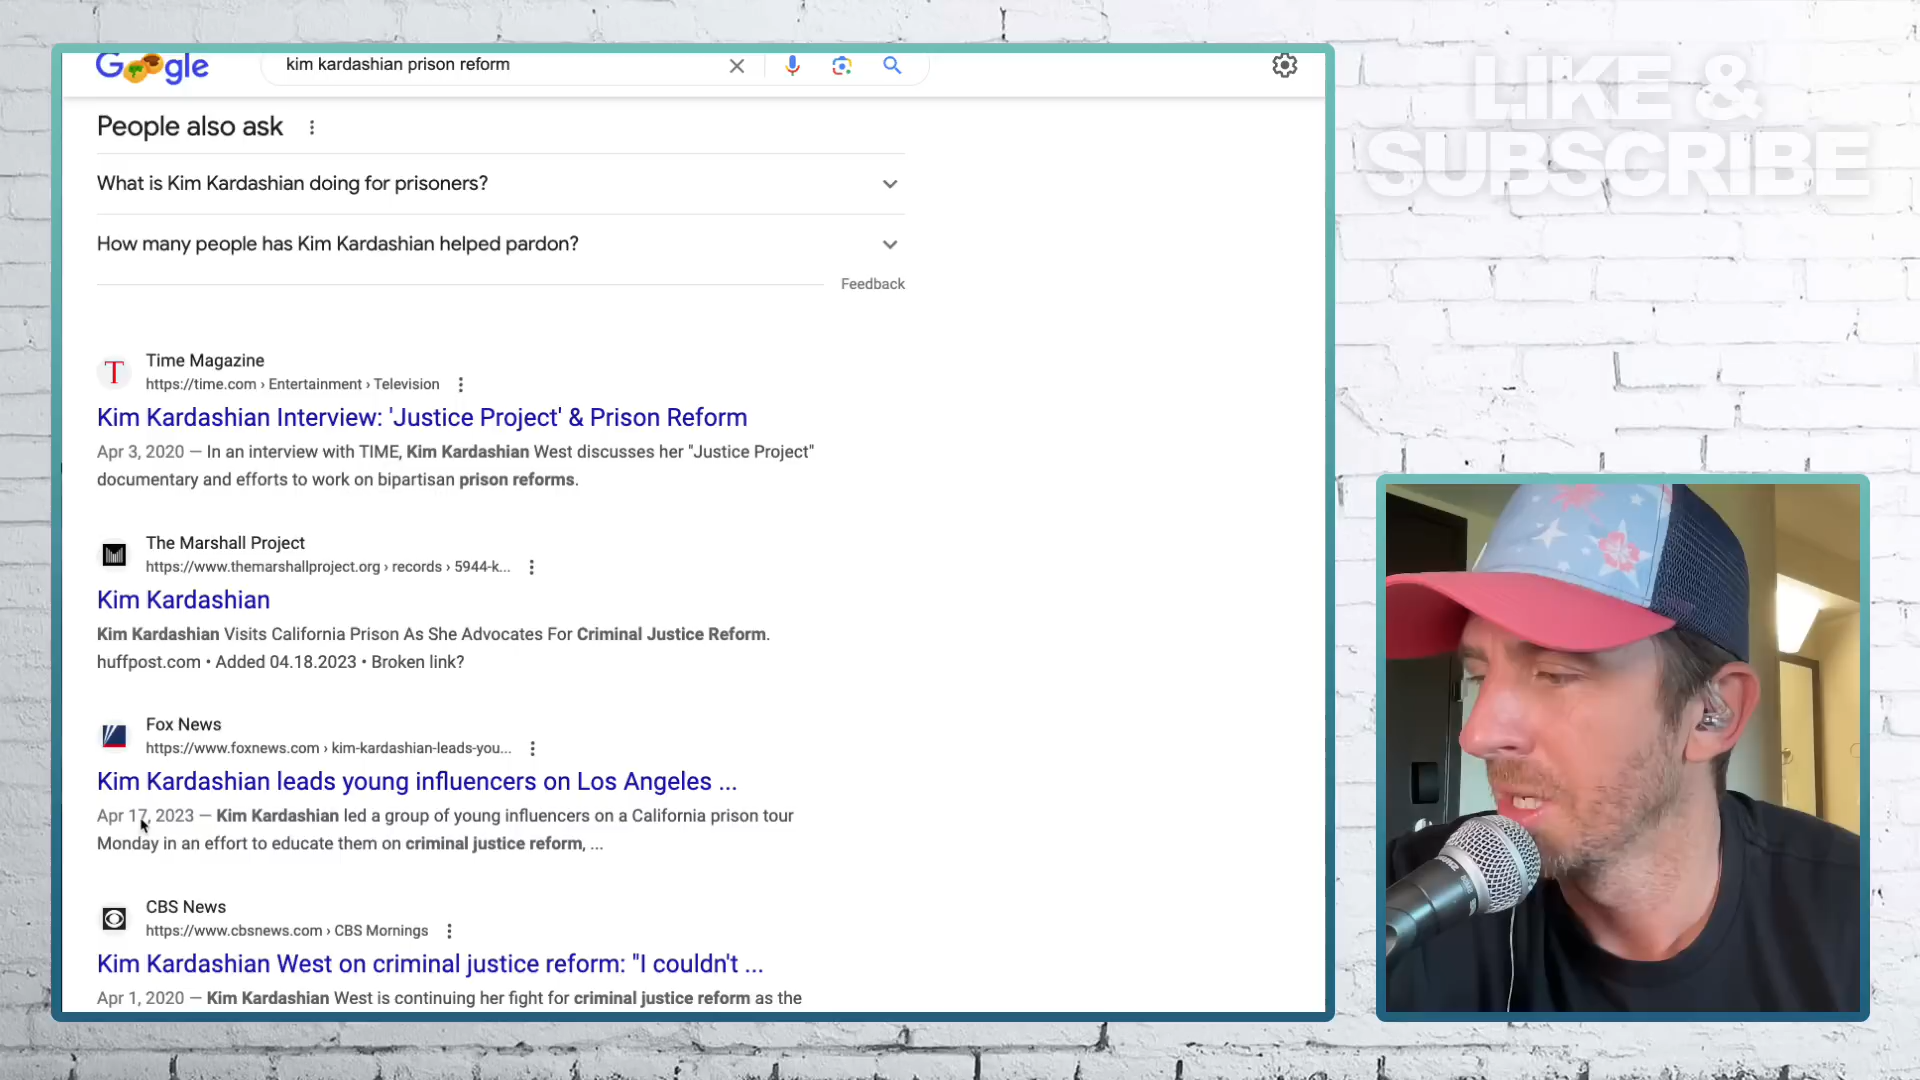 Google
kim kardashian prison reform
LIKE &
SUBSCRIBE
People also ask
What is Kim Kardashian doing for prisoners?
How many people has Kim Kardashian helped pardon?
Feedback
T
Time Magazine
https://time.com › Entertainment › Television
Kim Kardashian Interview: 'Justice Project' & Prison Reform
Apr 3, 2020 — In an interview with TIME, Kim Kardashian West discusses her "Justice Project"
documentary and efforts to work on bipartisan prison reforms.
The Marshall Project
https://www.themarshallproject.org › records › 5944-k...
Kim Kardashian
Kim Kardashian Visits California Prison As She Advocates For Criminal Justice Reform.
huffpost.com • Added 04.18.2023 • Broken link?
Fox News
https://www.foxnews.com › kim-kardashian-leads-you...
Kim Kardashian leads young influencers on Los Angeles ...
Apr 17, 2023 — Kim Kardashian led a group of young influencers on a California prison tour
Monday in an effort to educate them on criminal justice reform, ...
CBS News
https://www.cbsnews.com › CBS Mornings
Kim Kardashian West on criminal justice reform: "I couldn't ...
Apr 1, 2020 — Kim Kardashian West is continuing her fight for criminal justice reform as the